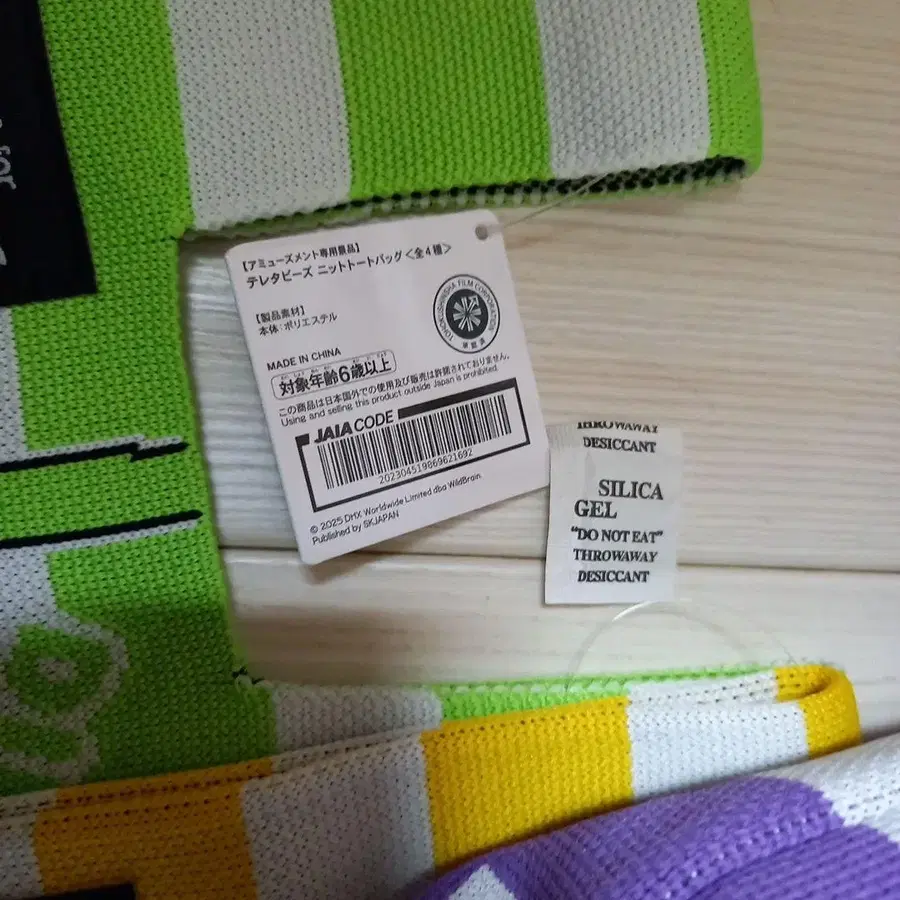 for
【アミューズメント専用景品】
テレタビーズ ニットトートバッグ<全4種>
【製品素材】
本体:ポリエステル
TOHOKUSHINSHA FILM CORPORATION
MADE IN CHINA
対象年齢6歳以上
この商品は日本国外での使用及び販売は許諾されておりません。
Using and selling this product outside Japan is prohibited.
JAIA CODE
202304519869621692
© 2025 DHX Worldwide Limited dba WildBrain
Published by SKJAPAN
THROWAWAY
DESICCANT
SILICA
GEL
"DO NOT EAT"
THROWAWAY
DESICCANT